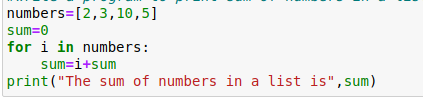 numbers=[2,3,10,5]
sum=0
for i in numbers:
    sum=i+sum
print("The sum of numbers in a list is",sum)